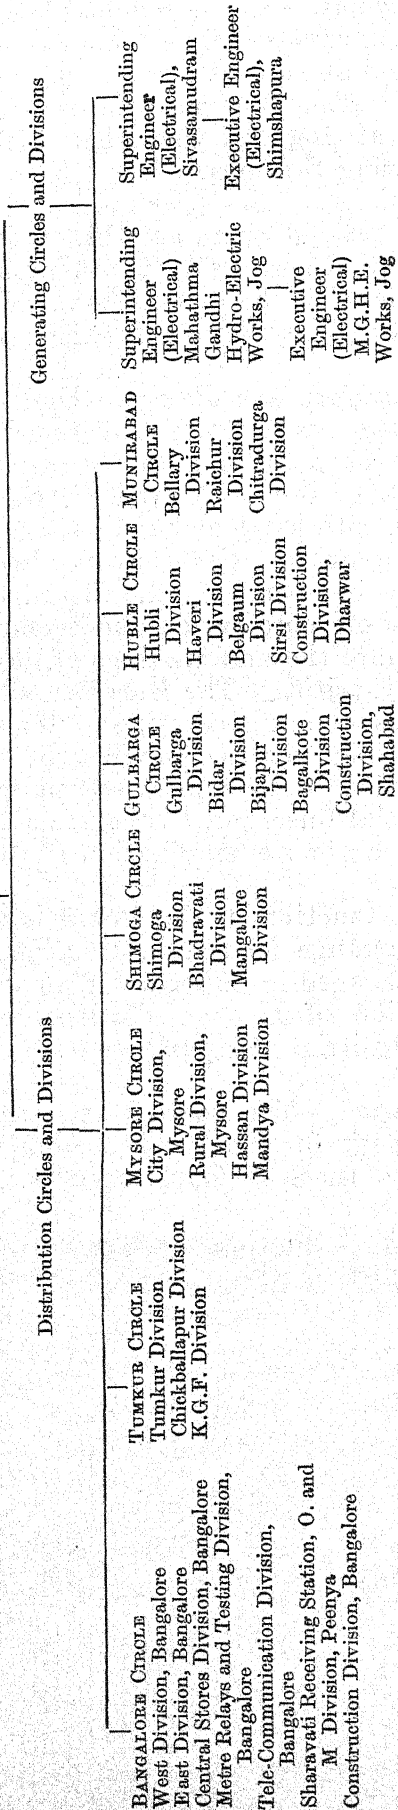 Distribution Circles and Divisions
BANGALORE CIRCLE
West Division, Bangalore
East Division, Bangalore
Central Stores Division, Bangalore
Metre Relays and Testing Division,
Bangalore
Tele-Communication Division,
Bangalore
Sharavati Receiving Station, O. and
M Division, Peenya
Construction Division, Bangalore
TUMKUR CIRCLE
Tumkur Division
Chickballapur Division
K.G.F. Division
MYSORE CIRCLE
City Division,
Mysore
Rural Division,
Mysore
Hassan Division
Mandya Division
SHIMOGA CIRCLE
Shimoga
Division
Bhadravati
Division
Mangalore
Division
GULBARGA
CIRCLE
Gulbarga
Division
Bidar
Division
Bijapur
Division
Bagalkote
Division
Construction
Division,
Shahabad
HUBLE CIRCLE
Hubli
Division
Haveri
Division
Belgaum
Division
Sirsi Division
Construction
Division,
Dharwar
MUNIRABAD
CIRCLE
Bellary
Division
Raichur
Division
Chitradurga
Division
Generating Circles and Divisions
Superintending
Engineer
(Electrical)
Mahathma
Gandhi
Hydro-Electric
Works, Jog
Executive
Engineer
(Electrical)
M.G.H.E.
Works, Jog
Superintending
Engineer
(Electrical),
Sivasamudram
Executive Engineer
(Electrical),
Shimshapura